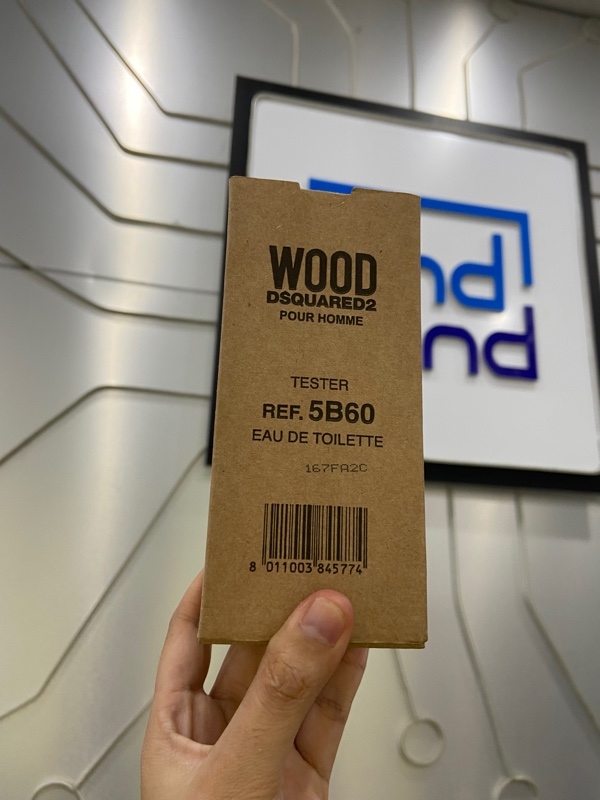 WOOD
DSQUARED2
POUR HOMME
TESTER
REF. 5B60
EAU DE TOILETTE
167FA2C
8 011003 845774